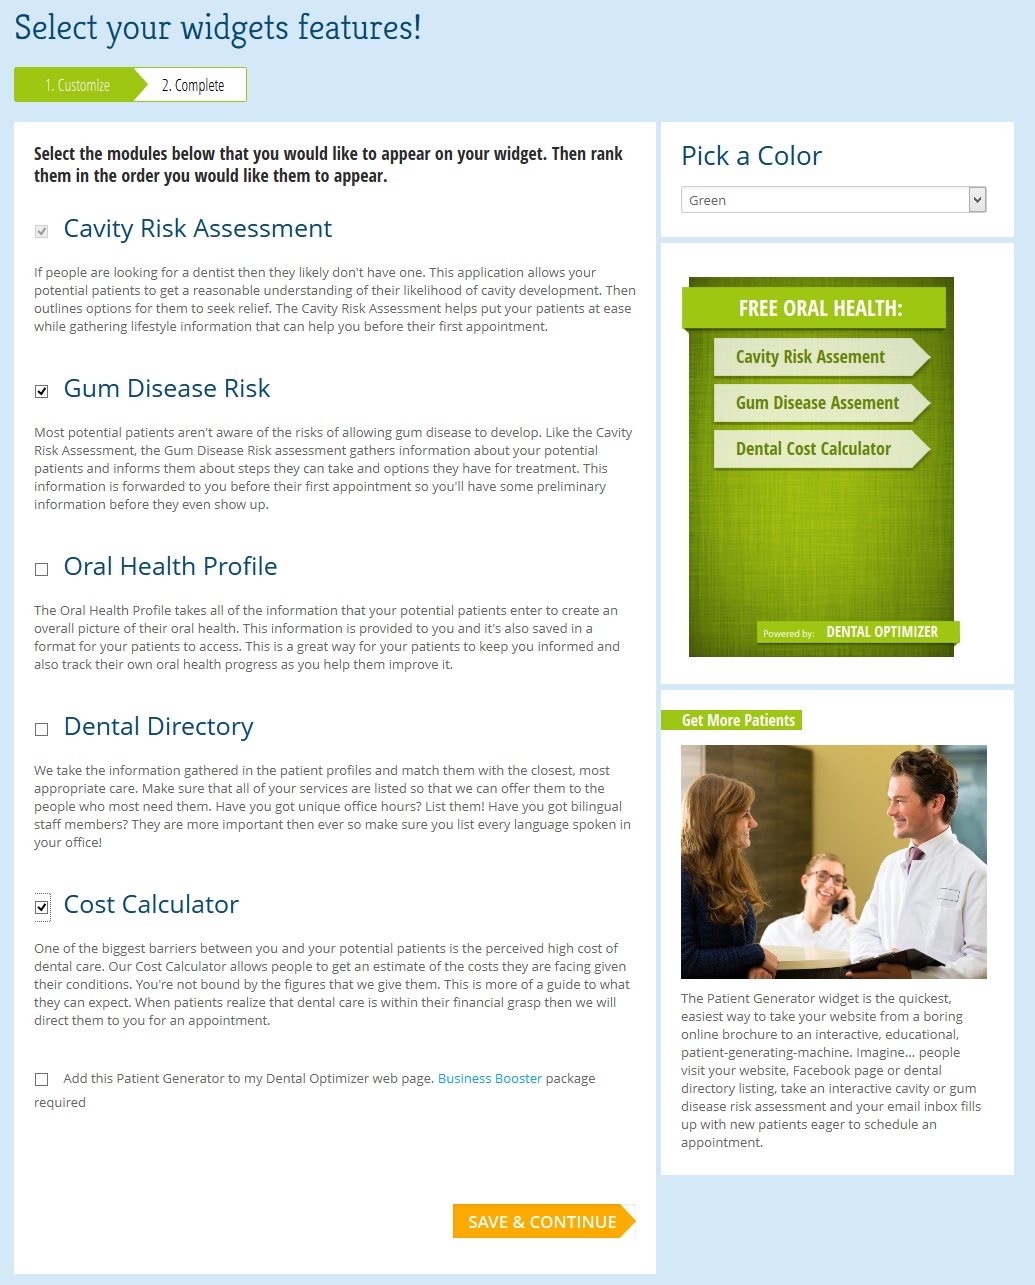 Select your widgets features!
1. Customize
2. Complete
Select the modules below that you would like to appear on your widget. Then rank
them in the order you would like them to appear.
Cavity Risk Assessment
If people are looking for a dentist then they likely don't have one. This application allows your
potential patients to get a reasonable understanding of their likelihood of cavity development. Then
outlines options for them to seek relief. The Cavity Risk Assessment helps put your patients at ease
while gathering lifestyle information that can help you before their first appointment.
Gum Disease Risk
Most potential patients aren't aware of the risks of allowing gum disease to develop. Like the Cavity
Risk Assessment, the Gum Disease Risk assessment gathers information about your potential
patients and informs them about steps they can take and options they have for treatment. This
information is forwarded to you before their first appointment so you'll have some preliminary
information before they even show up.
Oral Health Profile
The Oral Health Profile takes all of the information that your potential patients enter to create an
overall picture of their oral health. This information is provided to you and it's also saved in a
format for your patients to access. This is a great way for your patients to keep you informed and
also track their own oral health progress as you help them improve it.
Dental Directory
We take the information gathered in the patient profiles and match them with the closest, most
appropriate care. Make sure that all of your services are listed so that we can offer them to the
people who most need them. Have you got unique office hours? List them! Have you got bilingual
staff members? They are more important then ever so make sure you list every language spoken in
your office!
Cost Calculator
One of the biggest barriers between you and your potential patients is the perceived high cost of
dental care. Our Cost Calculator allows people to get an estimate of the costs they are facing given
their conditions. You're not bound by the figures that we give them. This is more of a guide to what
they can expect. When patients realize that dental care is within their financial grasp then we will
direct them to you for an appointment.
Add this Patient Generator to my Dental Optimizer web page. Business Booster package
required
SAVE & CONTINUE
Pick a Color
Green
FREE ORAL HEALTH:
Cavity Risk Assement
Gum Disease Assement
Dental Cost Calculator
Powered by: DENTAL OPTIMIZER
Get More Patients
The Patient Generator widget is the quickest,
easiest way to take your website from a boring
online brochure to an interactive, educational,
patient-generating-machine. Imagine... people
visit your website, Facebook page or dental
directory listing, take an interactive cavity or gum
disease risk assessment and your email inbox fills
up with new patients eager to schedule an
appointment.